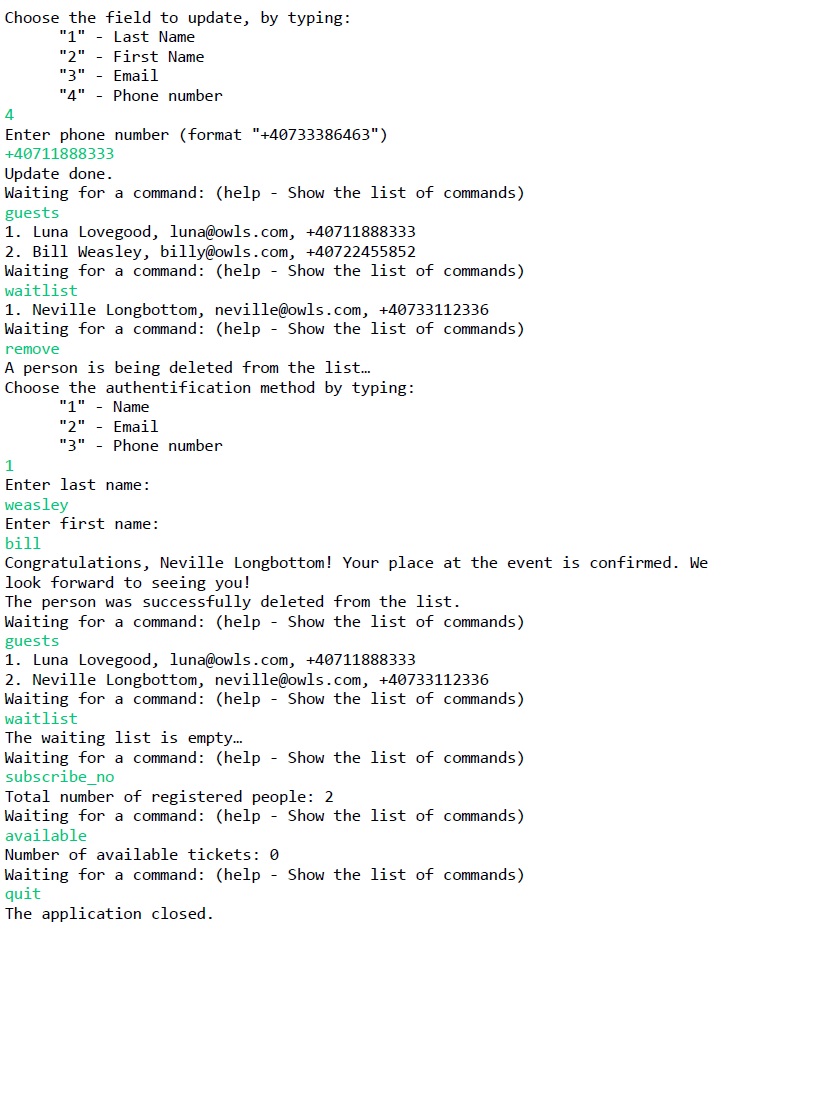 Choose the field to update, by typing:
"1" - Last Name
"2" - First Name
"3" - Email
"4" - Phone number
4
Enter phone number (format "+40733386463")
+40711888333
Update done.
Waiting for a command: (help - Show the list of commands)
guests
1. Luna Lovegood, luna@owls.com, +40711888333
2. Bill Weasley, billy@owls.com, +40722455852
Waiting for a command: (help - Show the list of commands)
waitlist
1. Neville Longbottom, neville@owls.com, +40733112336
Waiting for a command: (help - Show the list of commands)
remove
A person is being deleted from the list…
Choose the authentification method by typing:
"1" - Name
"2" - Email
"3" - Phone number
1
Enter last name:
weasley
Enter first name:
bill
Congratulations, Neville Longbottom! Your place at the event is confirmed. We
look forward to seeing you!
The person was successfully deleted from the list.
Waiting for a command: (help - Show the list of commands)
guests
1. Luna Lovegood, luna@owls.com, +40711888333
2. Neville Longbottom, neville@owls.com, +40733112336
Waiting for a command: (help - Show the list of commands)
waitlist
The waiting list is empty…
Waiting for a command: (help - Show the list of commands)
subscribe_no
Total number of registered people: 2
Waiting for a command: (help - Show the list of commands)
available
Number of available tickets: 0
Waiting for a command: (help - Show the list of commands)
quit
The application closed.